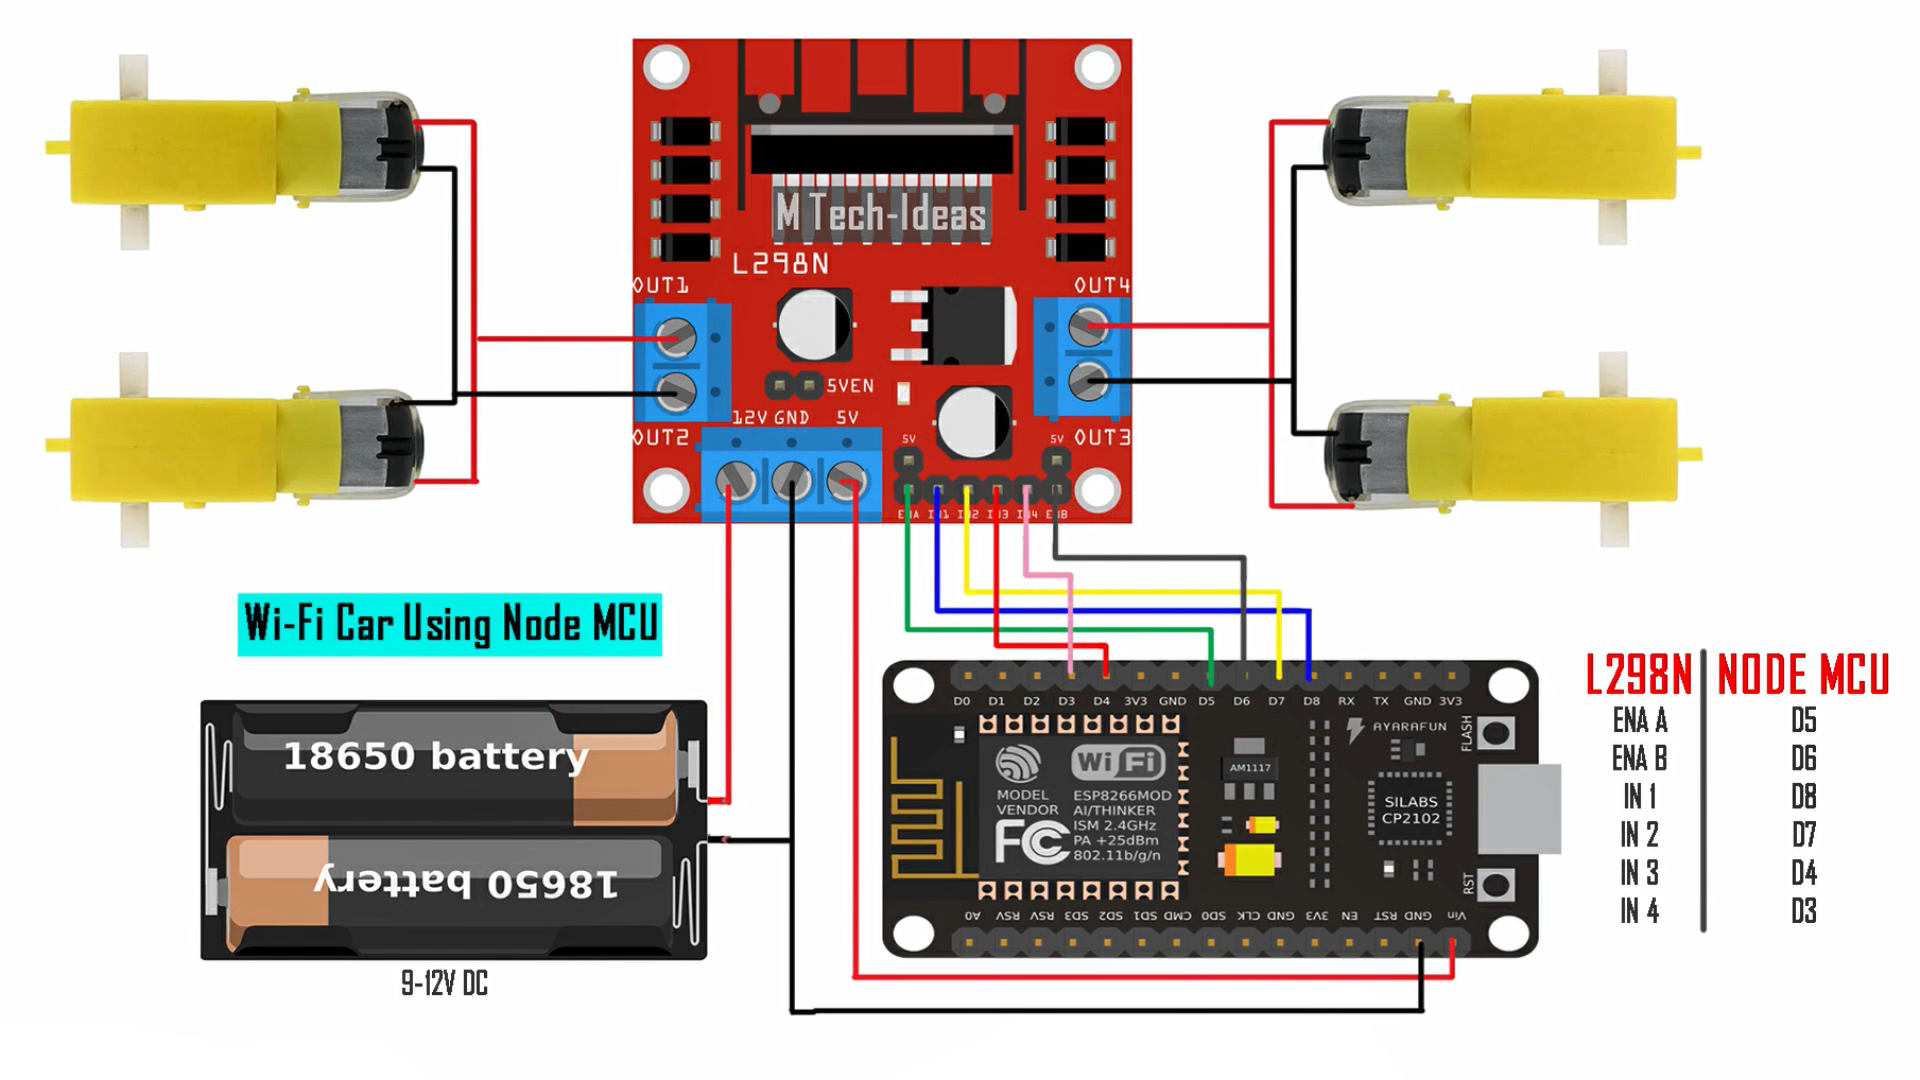 M Tech-Ideas
L298N
OUT1
OUT4
5VEN
12V GND 5V
OUT2
OUT3
5V
5V
ENA IN1 IN2 IN3 IN4 ENB
Wi-Fi Car Using Node MCU
18650 battery
18650 battery
9-12V DC
D0 D1 D2 D3 D4 3V3 GND D5 D6 D7 D8 RX TX GND 3V3
AYARAFUN
FLASH
WiFi
MODEL
VENDOR
FC
ESP8266MOD
AI/THINKER
ISM 2.4GHz
PA +25dBm
802.11b/g/n
AM1117
SILABS
CP2102
RST
A0 RSV RSV SD3 SD2 SD1 CMD SD0 CLK GND 3V3 EN RST GND Vin
L298N NODE MCU
ENA A D5
ENA B D6
IN 1 D8
IN 2 D7
IN 3 D4
IN 4 D3